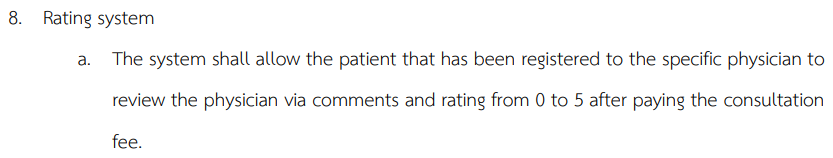 8. Rating system
a. The system shall allow the patient that has been registered to the specific physician to
review the physician via comments and rating from 0 to 5 after paying the consultation
fee.